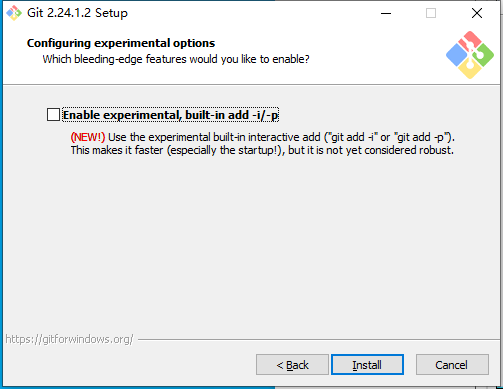 Git 2.24.1.2 Setup
Configuring experimental options
Which bleeding-edge features would you like to enable?
Enable experimental, built-in add -i/-p
(NEW!) Use the experimental built-in interactive add ("git add -i" or "git add -p").
This makes it faster (especially the startup!), but it is not yet considered robust.
https://gitforwindows.org/
< Back
Install
Cancel